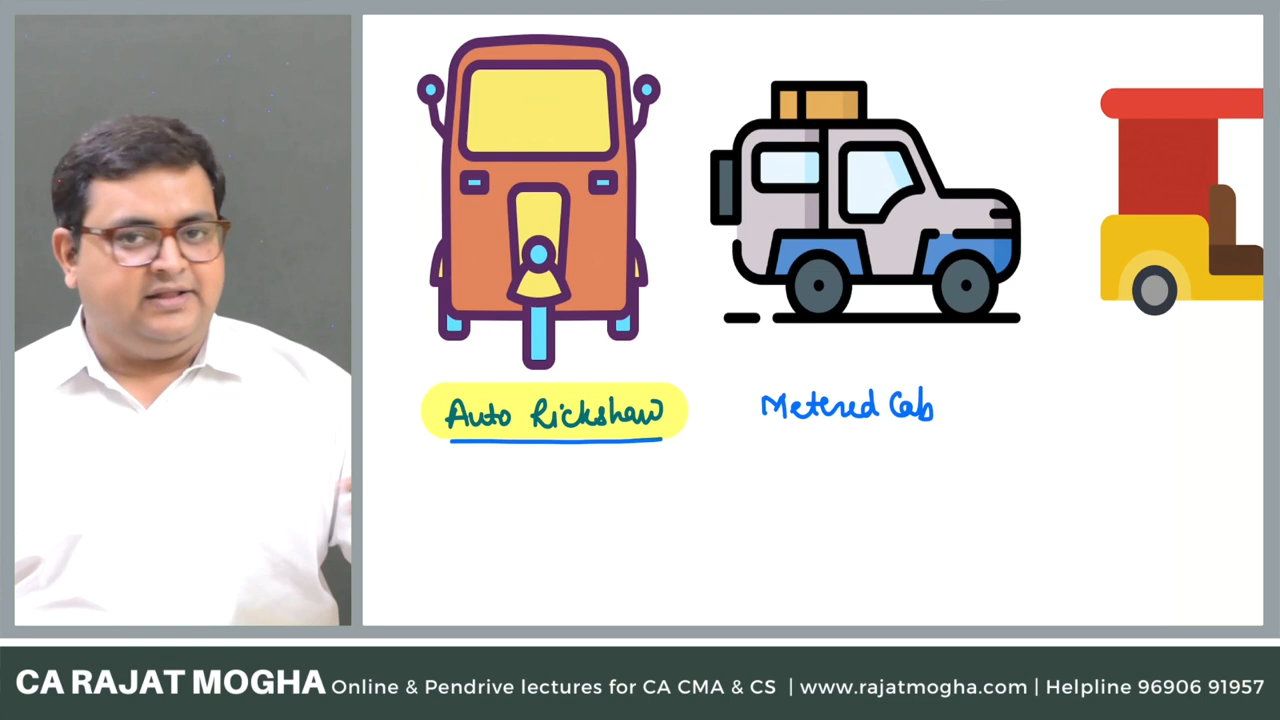 Auto Rickshaw
Metered Cab
CA RAJAT MOGHA Online & Pendrive lectures for CA CMA & CS | www.rajatmogha.com | Helpline 96906 91957